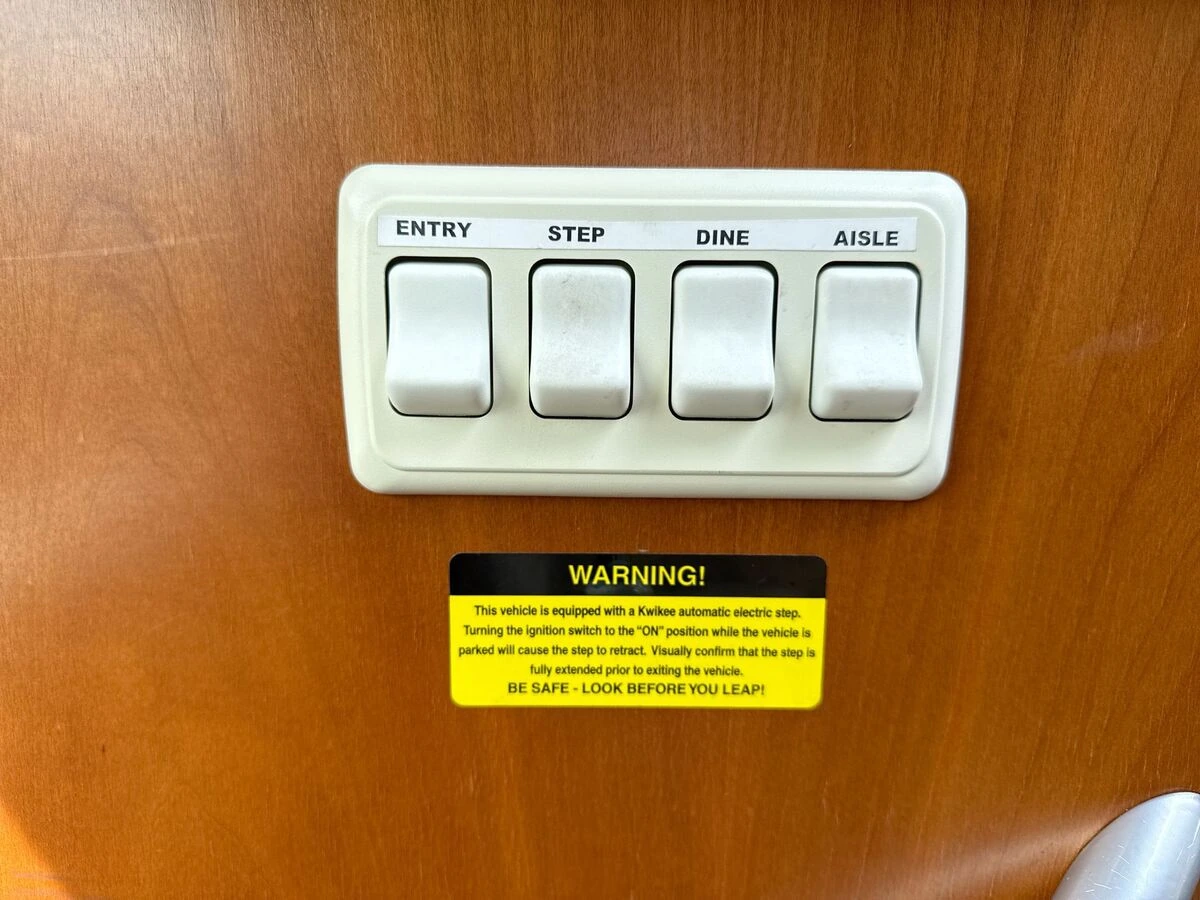 ENTRY STEP DINE AISLE
WARNING!
This vehicle is equipped with a Kwikee automatic electric step.
Turning the ignition switch to the "ON" position while the vehicle is
parked will cause the step to retract. Visually confirm that the step is
fully extended prior to exiting the vehicle.
BE SAFE - LOOK BEFORE YOU LEAP!